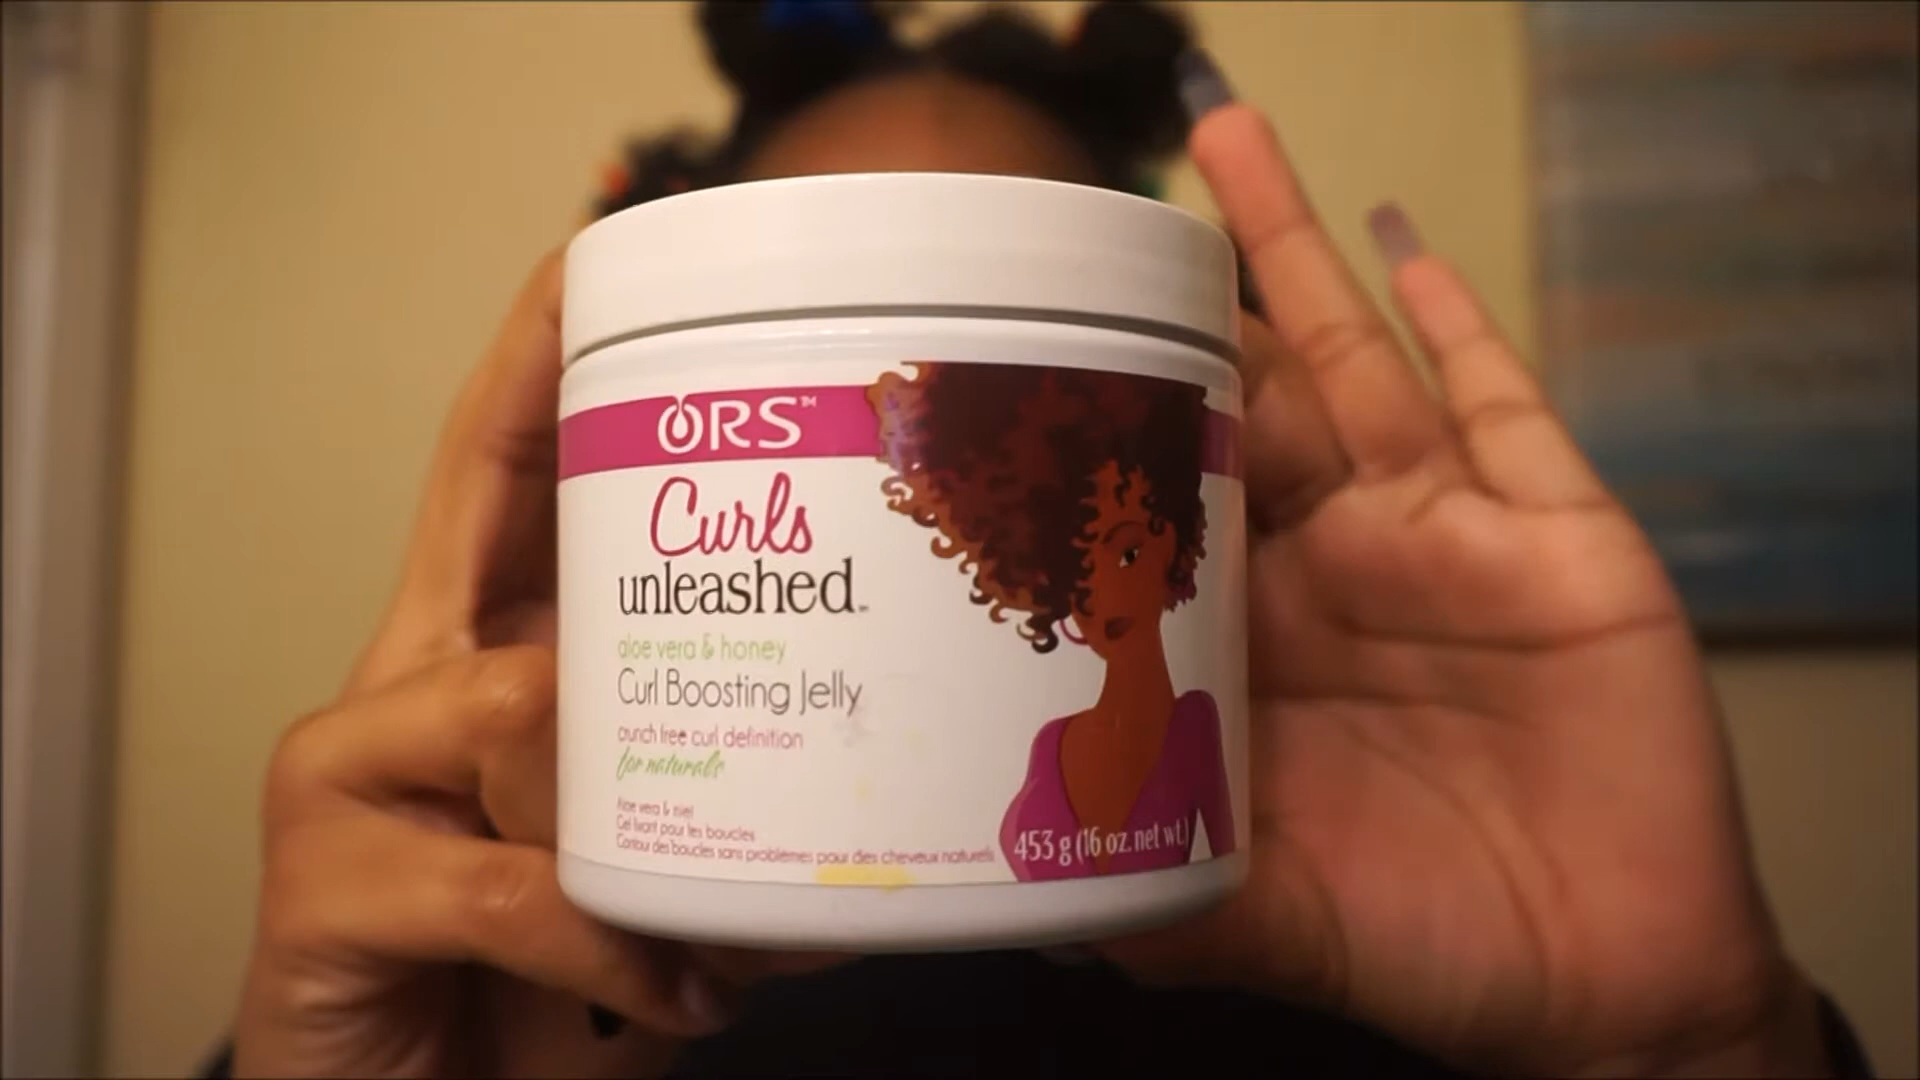 ORS™
Curls
unleashed™
aloe vera & honey
Curl Boosting Jelly
crunch free curl definition
for naturals
Aloe vera & miel
Gel lixant pour les boucles
Contour des boucles sans problèmes pour des cheveux naturels
453 g (16 oz. net wt.)